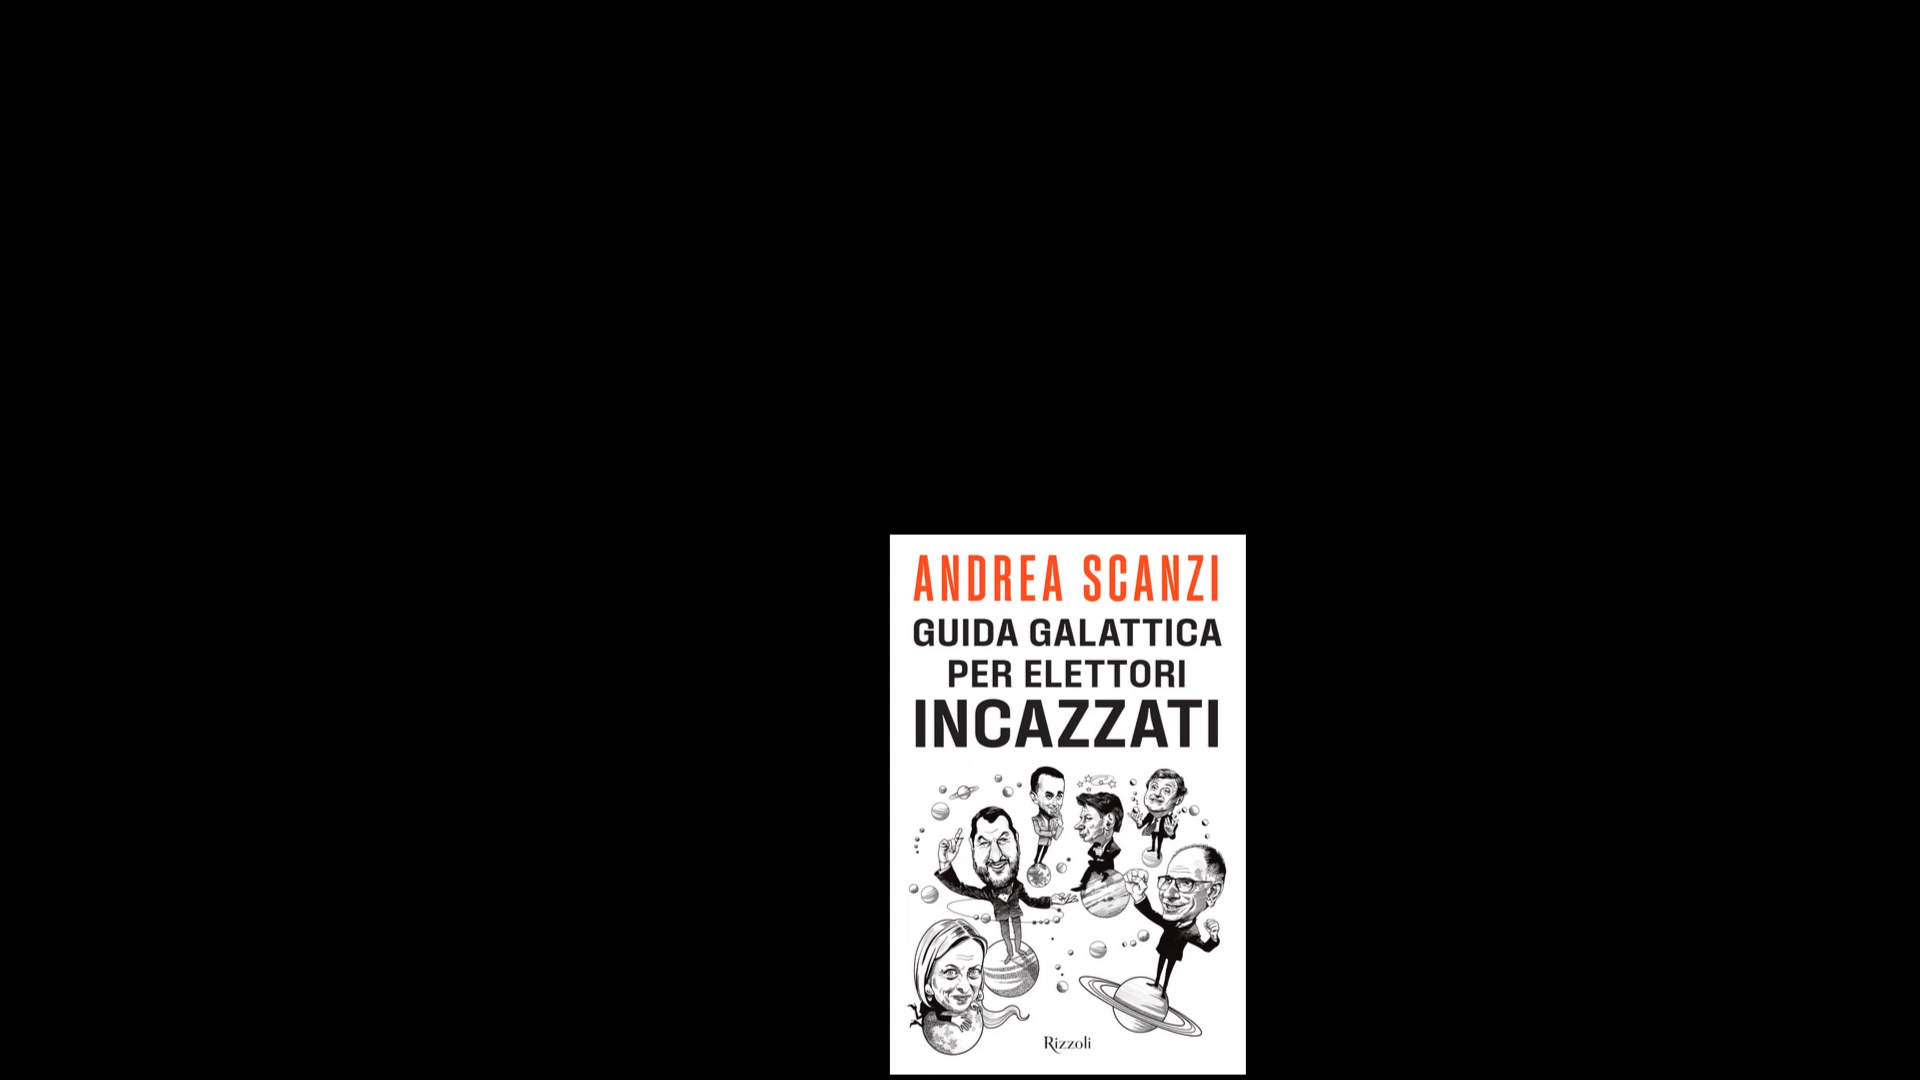 ANDREA SCANZI
GUIDA GALATTICA
PER ELETTORI
INCAZZATI
Rizzoli